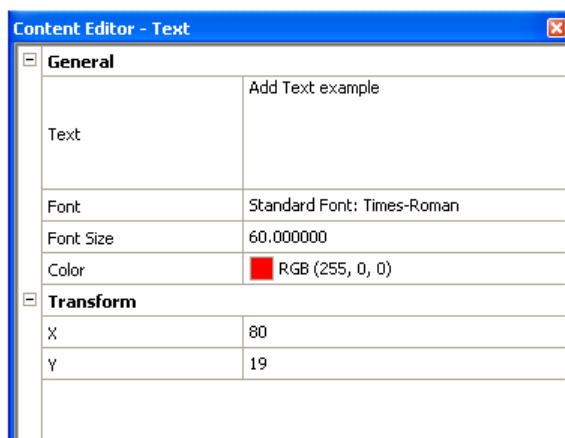 Content Editor - Text
General
Text Add Text example
Font Standard Font: Times-Roman
Font Size 60.000000
Color RGB (255, 0, 0)
Transform
X 80
Y 19